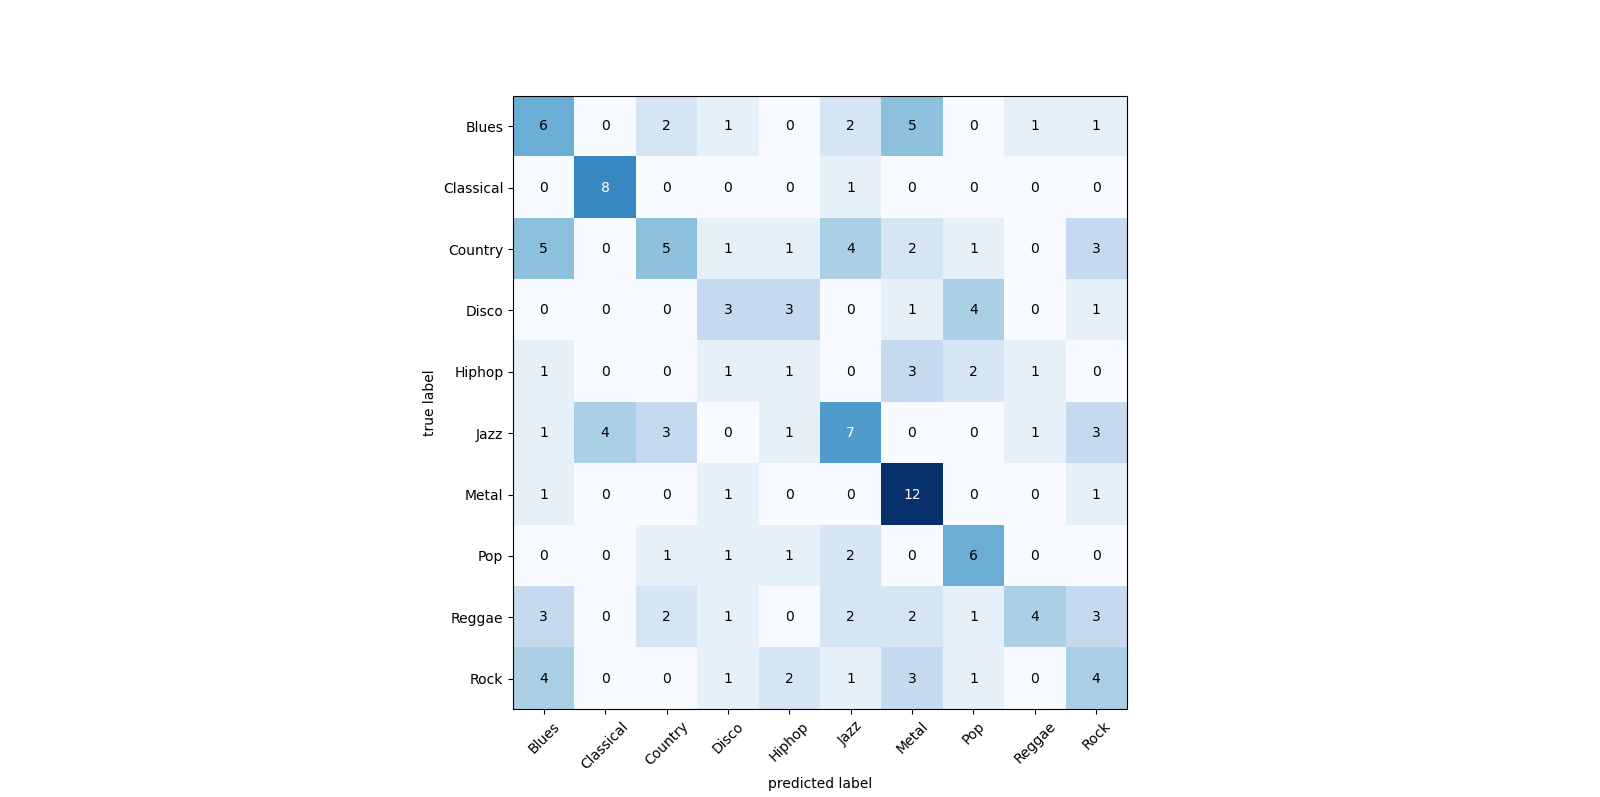 Blues 6 0 2 1 0 2 5 0 1 1
Classical 0 8 0 0 0 1 0 0 0 0
Country 5 0 5 1 1 4 2 1 0 3
Disco 0 0 0 3 3 0 1 4 0 1
Hiphop 1 0 0 1 1 0 3 2 1 0
true label
Jazz 1 4 3 0 1 7 0 0 1 3
Metal 1 0 0 1 0 0 12 0 0 1
Pop 0 0 1 1 1 2 0 6 0 0
Reggae 3 0 2 1 0 2 2 1 4 3
Rock 4 0 0 1 2 1 3 1 0 4
Blues Classical Country Disco Hiphop Jazz Metal Pop Reggae Rock
predicted label